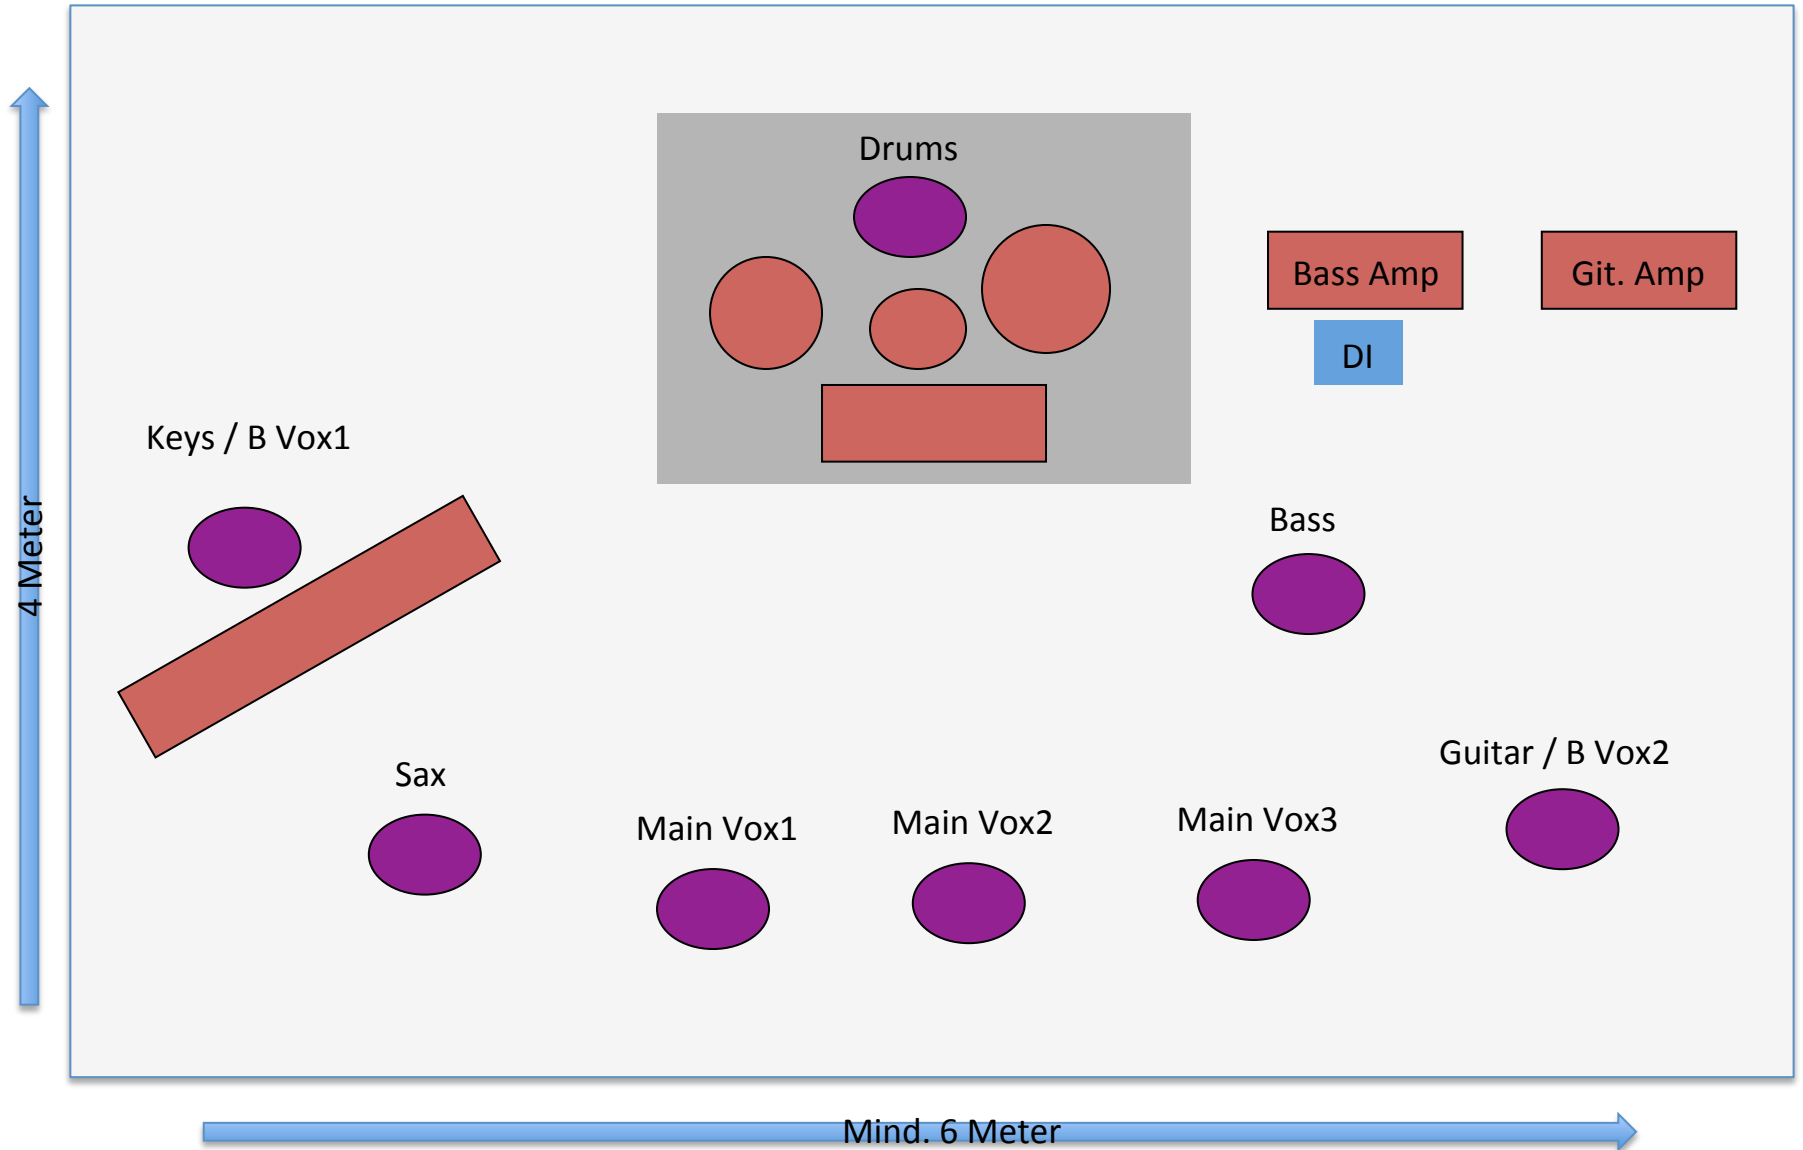 Drums
Bass Amp
Git. Amp
DI
Keys / B Vox1
4 Meter
Bass
Guitar / B Vox2
Sax
Main Vox1
Main Vox2
Main Vox3
Mind. 6 Meter